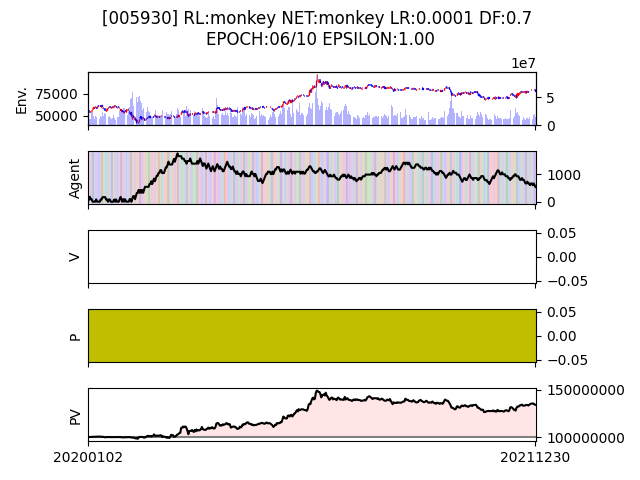 [005930] RL:monkey NET:monkey LR:0.0001 DF:0.7
EPOCH:06/10 EPSILON:1.00
1e7
Env.
75000
50000
5
0
Agent
1000
0
V
0.05
0.00
−0.05
P
0.05
0.00
−0.05
PV
150000000
100000000
20200102
20211230